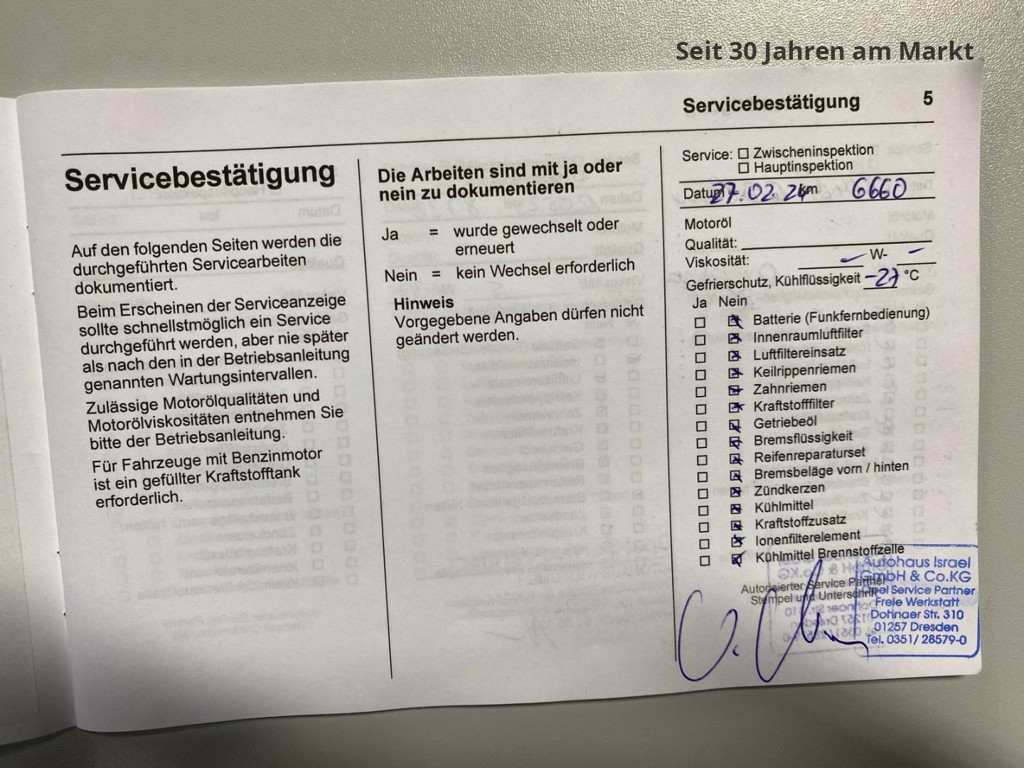 Seit 30 Jahren am Markt
Servicebestätigung 5
Servicebestätigung
Auf den folgenden Seiten werden die
durchgeführten Servicearbeiten
dokumentiert.
Beim Erscheinen der Serviceanzeige
sollte schnellstmöglich ein Service
durchgeführt werden, aber nie später
als nach den in der Betriebsanleitung
genannten Wartungsintervallen.
Zulässige Motorölqualitäten und
Motorölviskositäten entnehmen Sie
bitte der Betriebsanleitung.
Für Fahrzeuge mit Benzinmotor
ist ein gefüllter Kraftstofftank
erforderlich.
Die Arbeiten sind mit ja oder
nein zu dokumentieren
Ja = wurde gewechselt oder
erneuert
Nein = kein Wechsel erforderlich
Hinweis
Vorgegebene Angaben dürfen nicht
geändert werden.
Service: Zwischeninspektion
Hauptinspektion
Datum 27.02.24 km 6660
Motoröl
Qualität:
Viskosität: - W- -
Gefrierschutz, Kühlflüssigkeit -27 °C
Ja Nein
Batterie (Funkfernbedienung)
Innenraumluftfilter
Luftfiltereinsatz
Keilrippenriemen
Zahnriemen
Kraftstofffilter
Getriebeöl
Bremsflüssigkeit
Reifenreparaturset
Bremsbeläge vorn / hinten
Zündkerzen
Kühlmittel
Kraftstoffzusatz
Ionenfilterelement
Kühlmittel Brennstoffzelle
Autorisierter Service Partner
Stempel und Unterschrift
Autohaus Israel
GmbH & Co.KG
Opel Service Partner
Freie Werkstatt
Dohnaer Str. 310
01257 Dresden
Tel. 0351/ 28579-0